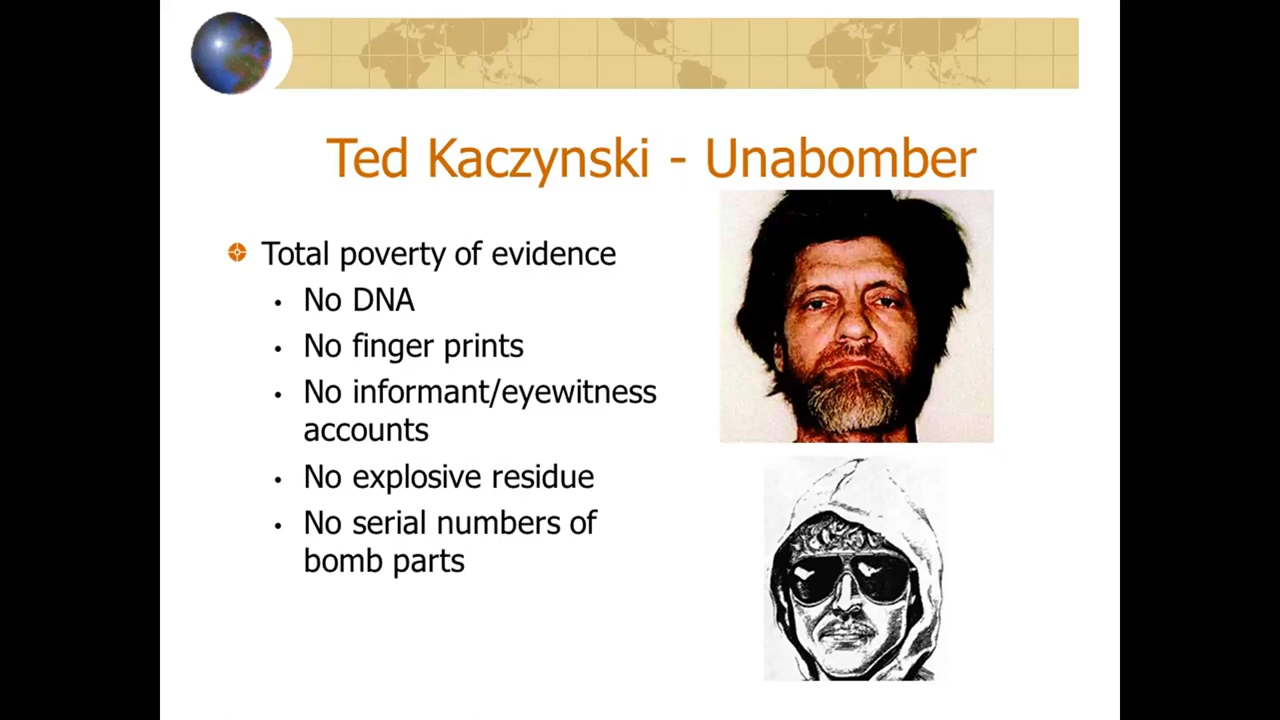 Ted Kaczynski - Unabomber
Total poverty of evidence
• No DNA
• No finger prints
• No informant/eyewitness
accounts
• No explosive residue
• No serial numbers of
bomb parts